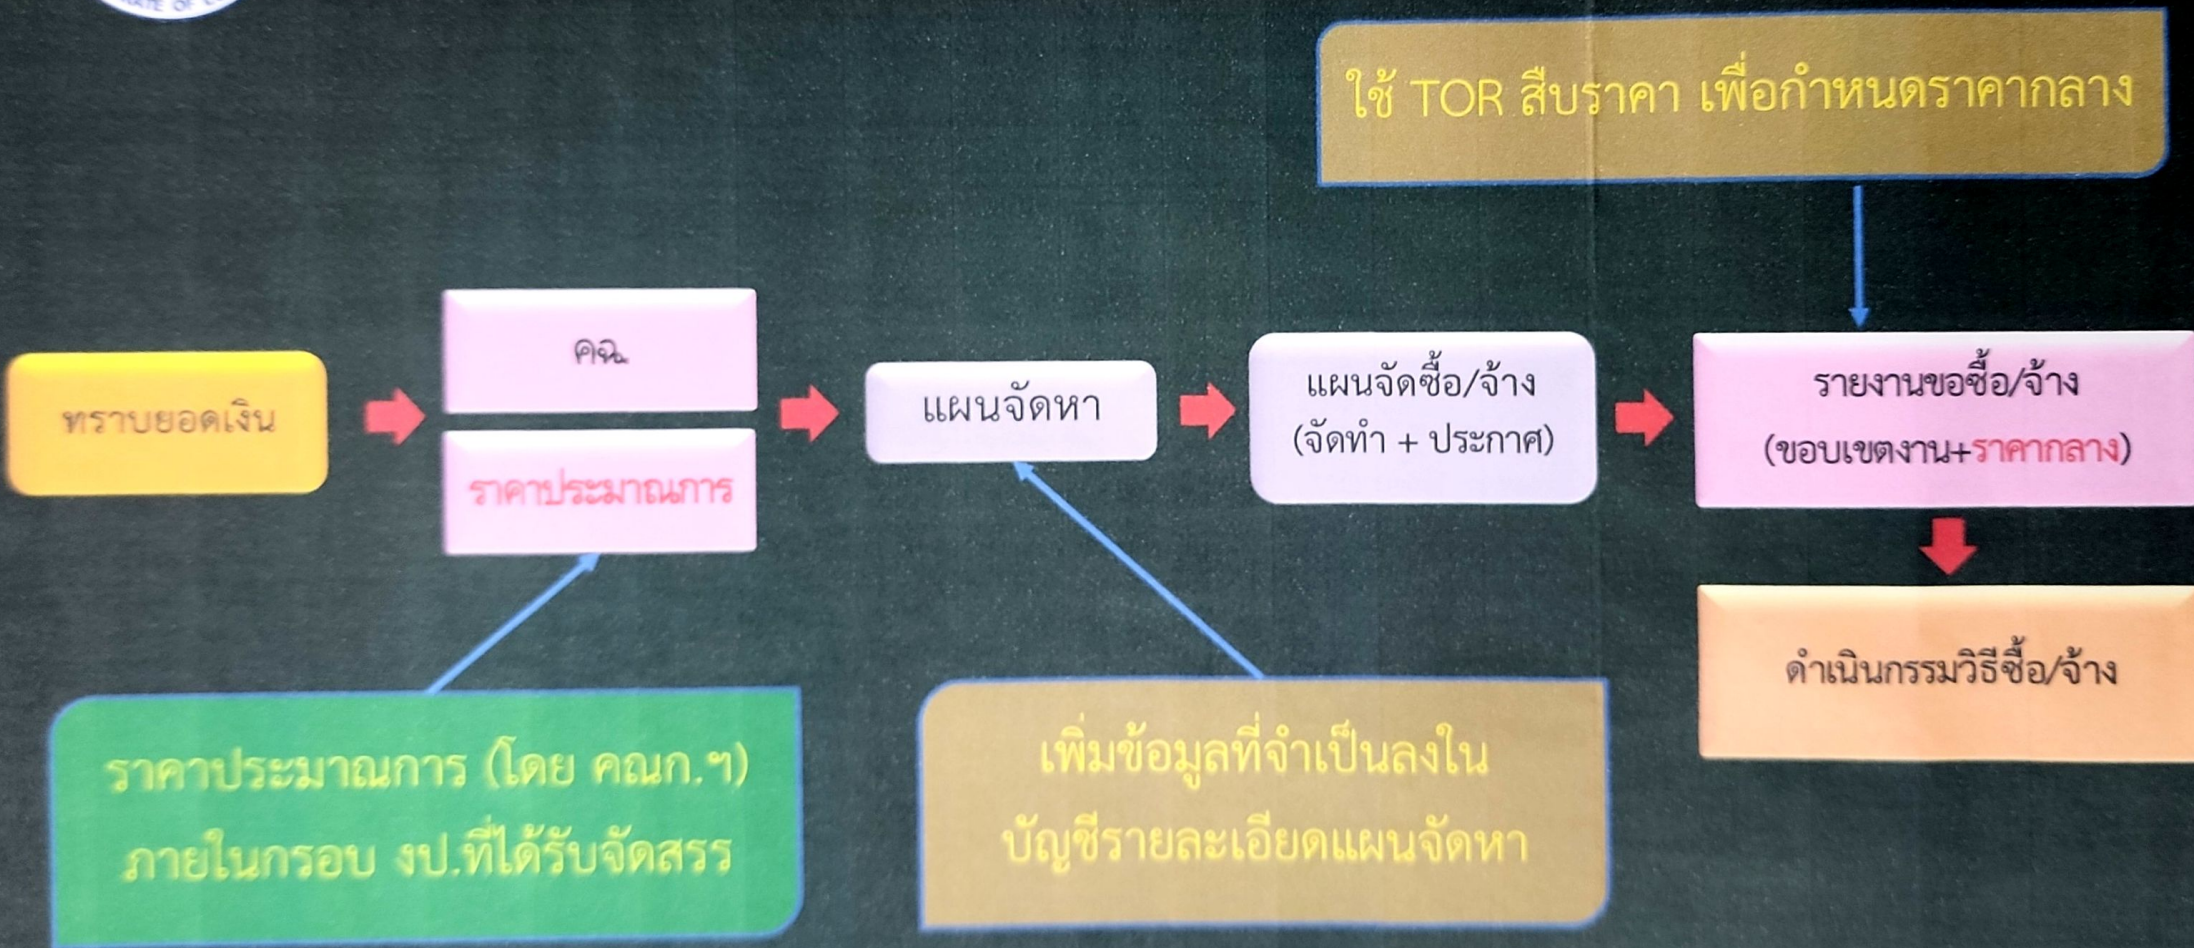 ใช้ TOR สืบราคา เพื่อกำหนดราคากลาง
ทราบยอดเงิน
คฉ.
ราคาประมาณการ
แผนจัดหา
แผนจัดซื้อ/จ้าง
(จัดทำ + ประกาศ)
รายงานขอซื้อ/จ้าง
(ขอบเขตงาน+ราคากลาง)
ดำเนินกรรมวิธีซื้อ/จ้าง
ราคาประมาณการ (โดย คณก.ฯ)
ภายในกรอบ งป.ที่ได้รับจัดสรร
เพิ่มข้อมูลที่จำเป็นลงใน
บัญชีรายละเอียดแผนจัดหา